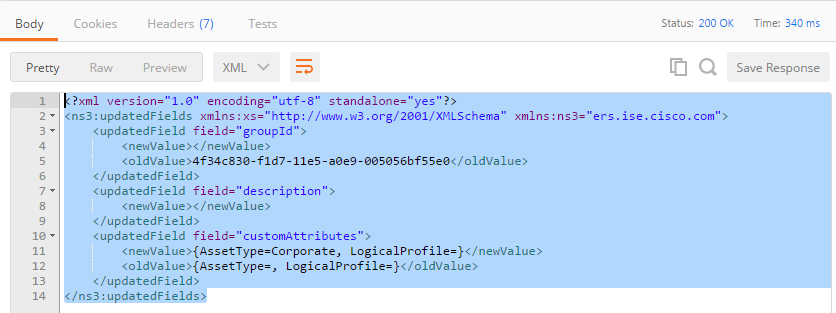 Body Cookies Headers (7) Tests Status: 200 OK Time: 340 ms
Pretty Raw Preview XML Save Response
1 <?xml version="1.0" encoding="utf-8" standalone="yes"?>
2 <ns3:updatedFields xmlns:xs="http://www.w3.org/2001/XMLSchema" xmlns:ns3="ers.ise.cisco.com">
3 <updatedField field="groupId">
4 <newValue></newValue>
5 <oldValue>4f34c830-f1d7-11e5-a0e9-005056bf55e0</oldValue>
6 </updatedField>
7 <updatedField field="description">
8 <newValue></newValue>
9 </updatedField>
10 <updatedField field="customAttributes">
11 <newValue>{AssetType=Corporate, LogicalProfile=}</newValue>
12 <oldValue>{AssetType=, LogicalProfile=}</oldValue>
13 </updatedField>
14 </ns3:updatedFields>